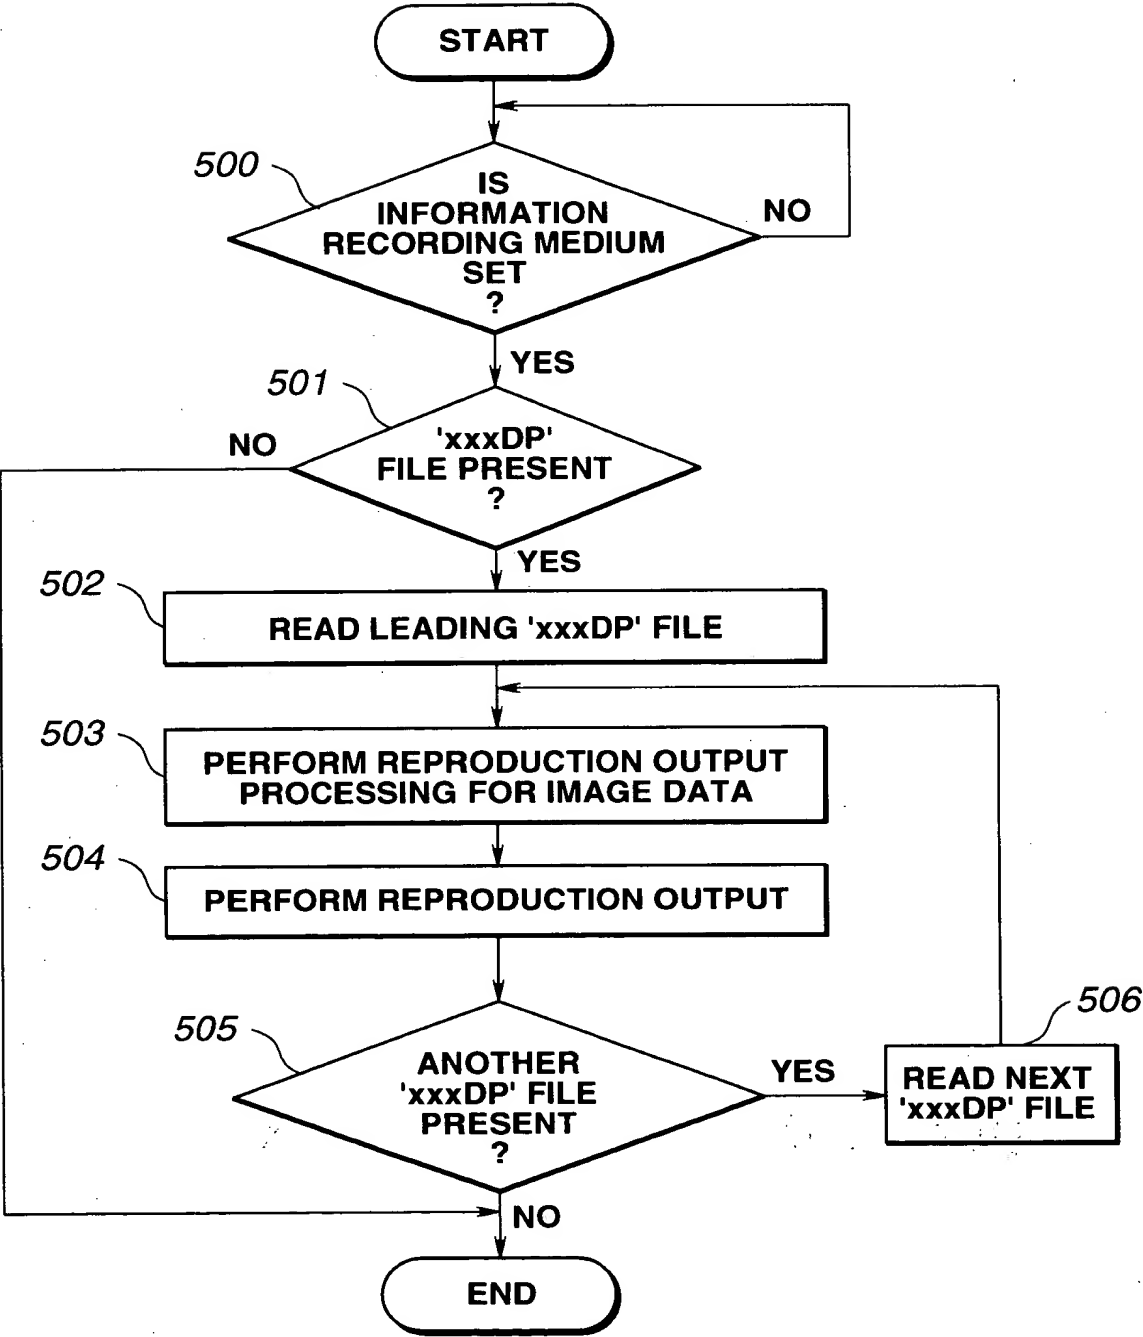 START
500
IS
INFORMATION
RECORDING MEDIUM
SET
?
NO
YES
501
'xxxDP'
FILE PRESENT
?
NO
YES
502
READ LEADING 'xxxDP' FILE
503
PERFORM REPRODUCTION OUTPUT
PROCESSING FOR IMAGE DATA
504
PERFORM REPRODUCTION OUTPUT
505
ANOTHER
'xxxDP' FILE
PRESENT
?
YES
506
READ NEXT
'xxxDP' FILE
NO
END